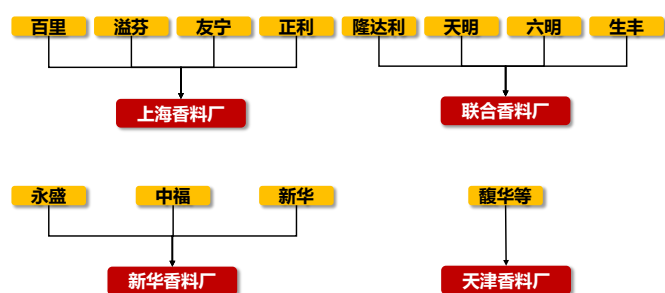 百里 溢芬 友宁 正利 隆达利 天明 六明 生丰
上海香料厂 联合香料厂
永盛 中福 新华 馥华等
新华香料厂 天津香料厂